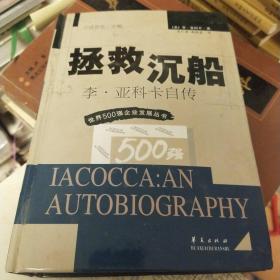 拯救沉船
李·亚科卡自传
世界500强企业发展丛书
500强
IACOCCA:AN
AUTOBIOGRAPHY
华夏出版社
HUAXIACHUBANSHE